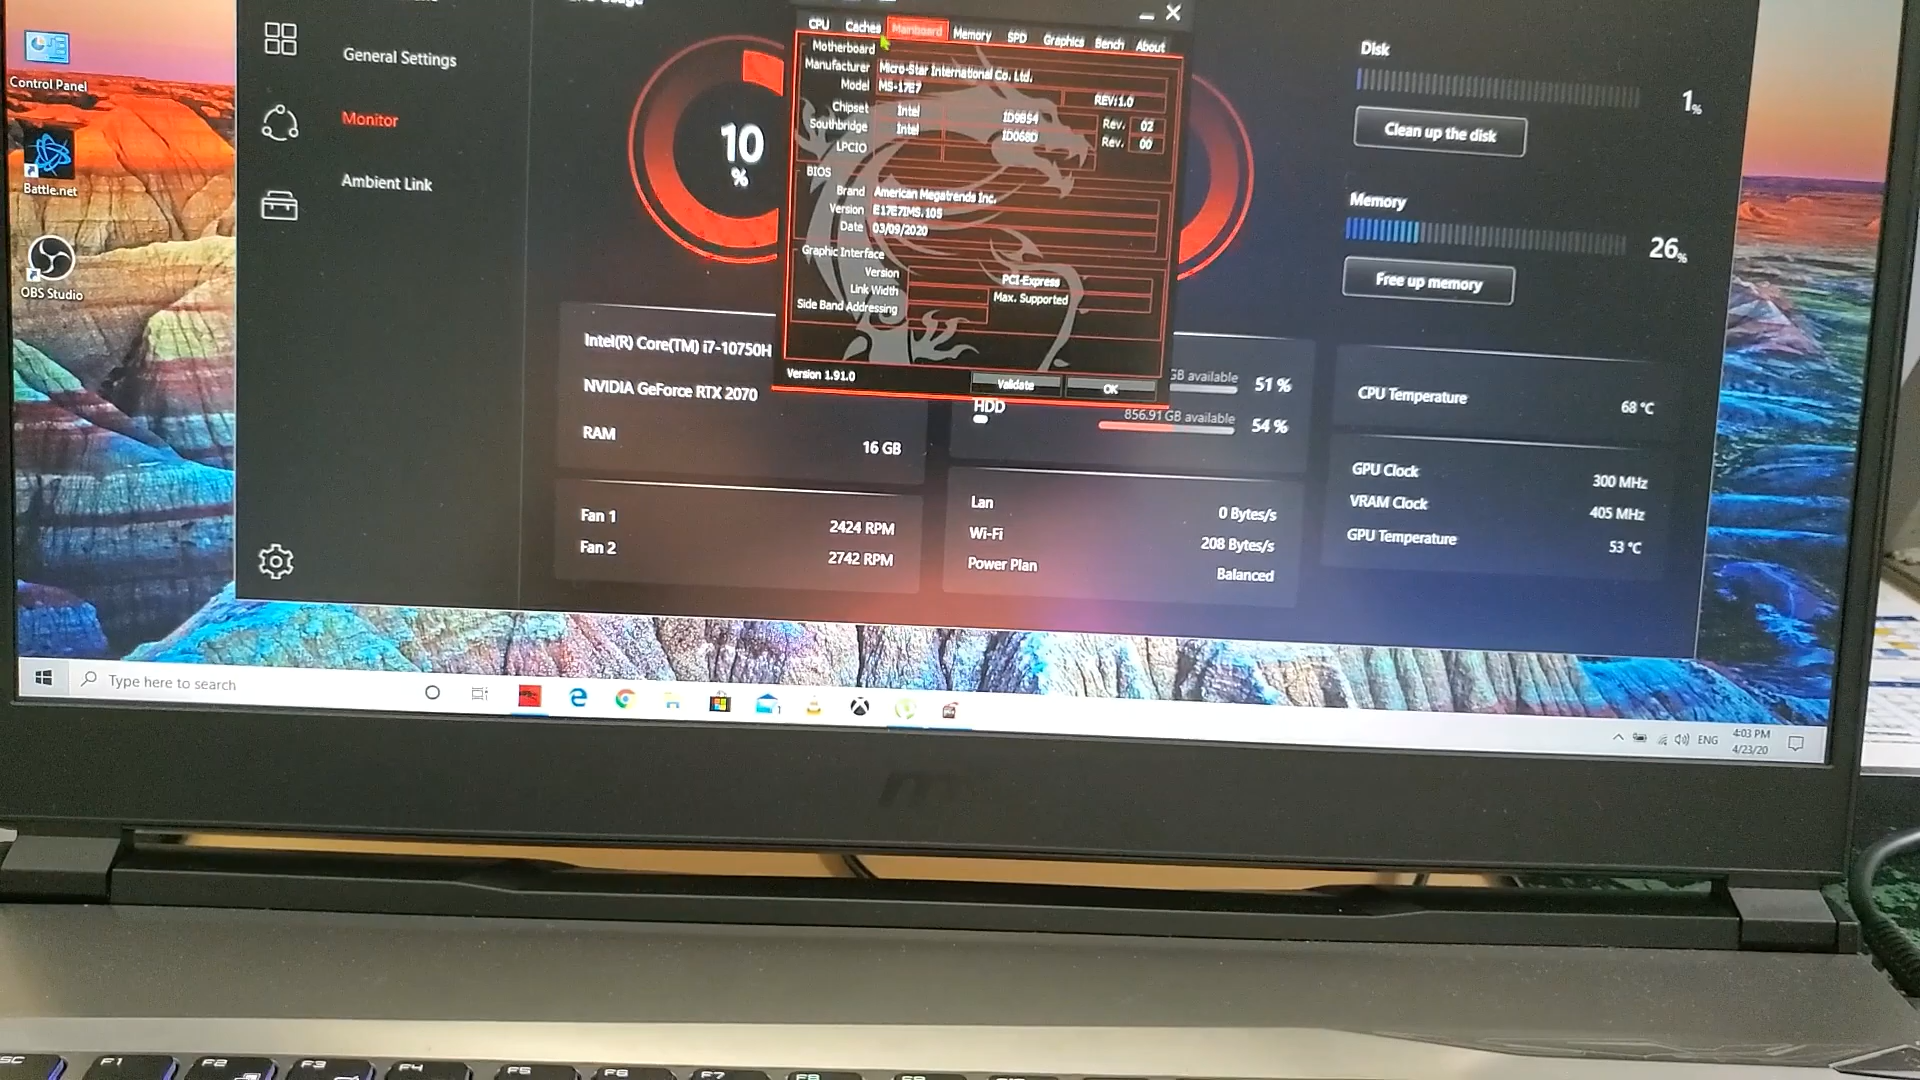 Control Panel
Battle.net
OBS Studio
General Settings
Monitor
Ambient Link
10
%
CPU Caches Mainboard Memory SPD Graphics Bench About
Motherboard
Manufacturer Micro-Star International Co. Ltd.
Model MS-17E7 REV:1.0
Chipset Intel ID9B54 Rev. 02
Southbridge Intel ID068D Rev. 00
LPCIO
BIOS
Brand American Megatrends Inc.
Version E17E7IMS.105
Date 03/09/2020
Graphic Interface
Version PCI-Express
Link Width Max. Supported
Side Band Addressing
Version 1.91.0 Validate OK
Disk
1%
Clean up the disk
Memory
26%
Free up memory
Intel(R) Core(TM) i7-10750H
NVIDIA GeForce RTX 2070
RAM 16 GB
Fan 1 2424 RPM
Fan 2 2742 RPM
GB available 51 %
HDD 856.91 GB available 54 %
Lan 0 Bytes/s
Wi-Fi 208 Bytes/s
Power Plan Balanced
CPU Temperature 68 °C
GPU Clock 300 MHz
VRAM Clock 405 MHz
GPU Temperature 53 °C
Type here to search
ENG
4:03 PM
4/23/20
msi
F1 F2 F3 F4 F5 F6 F7 F8